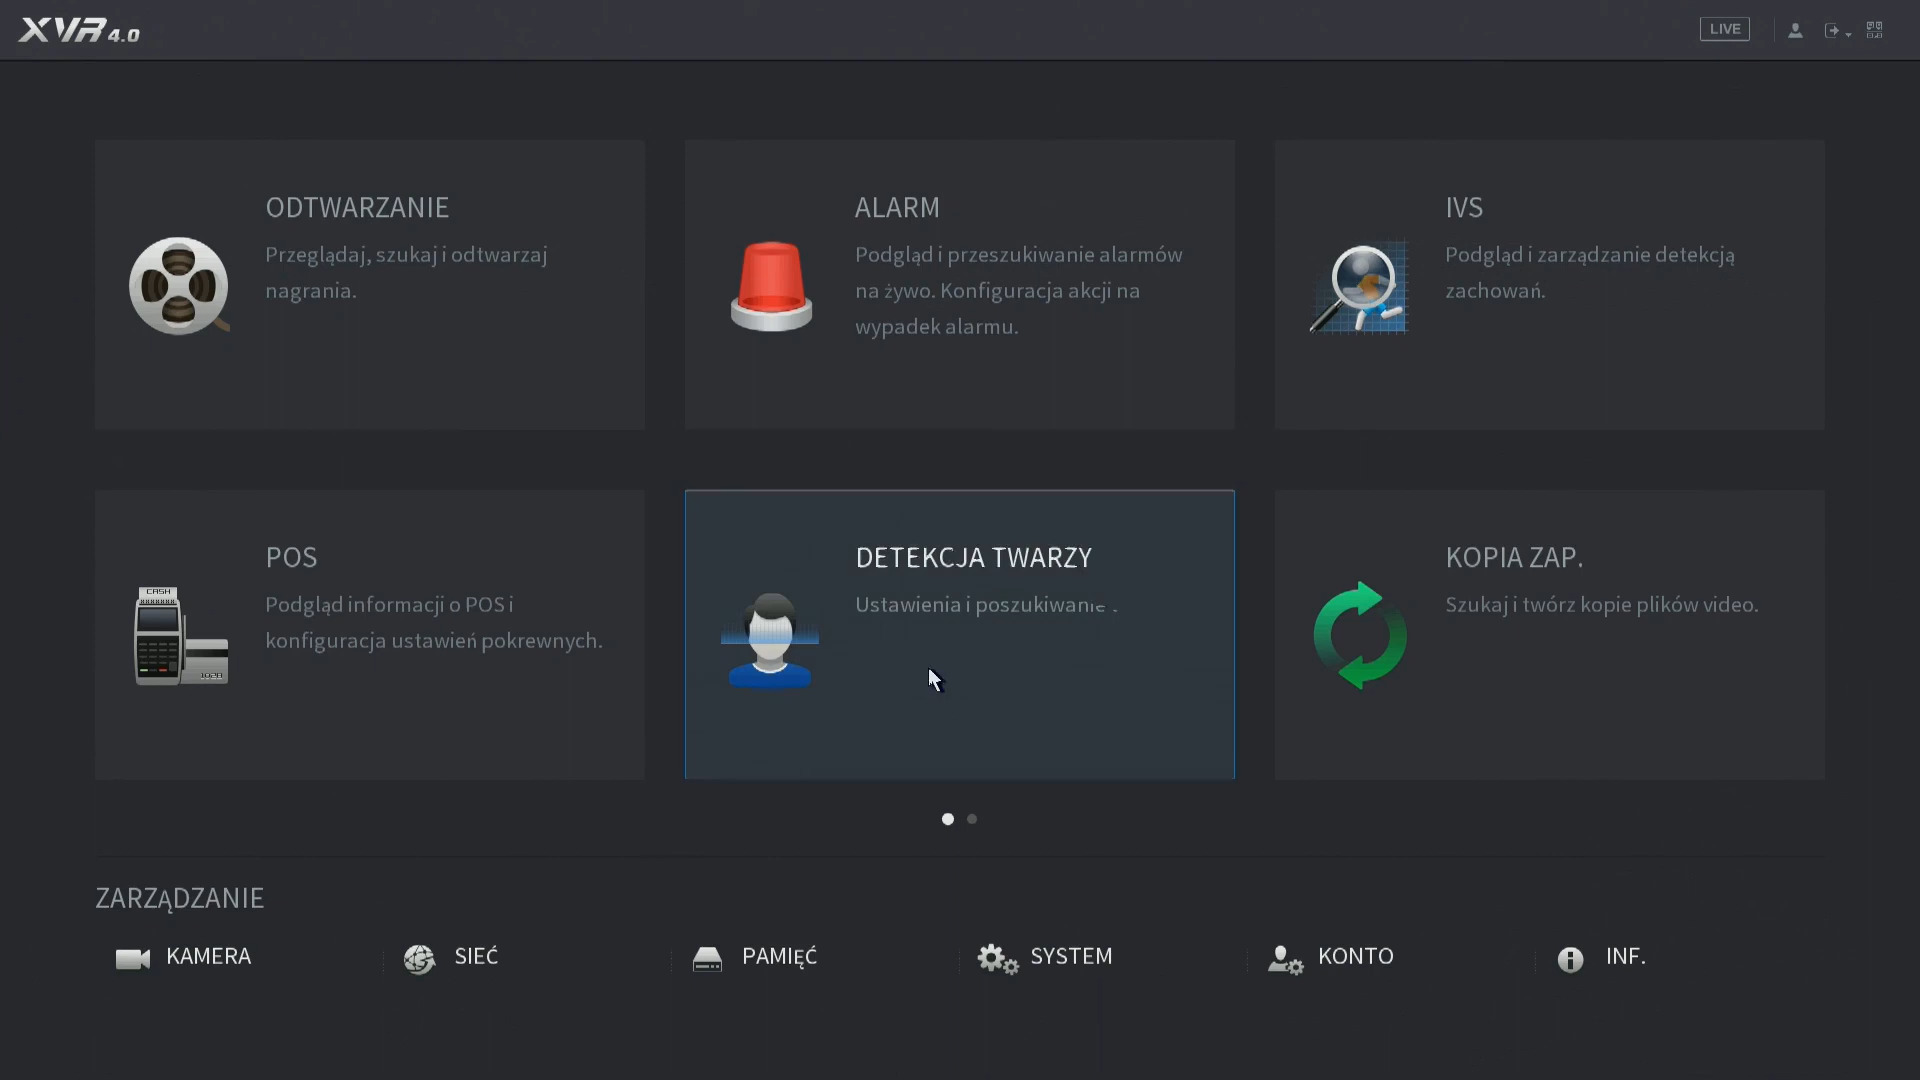 XVR 4.0
LIVE
ODTWARZANIE
Przeglądaj, szukaj i odtwarzaj
nagrania.
ALARM
Podgląd i przeszukiwanie alarmów
na żywo. Konfiguracja akcji na
wypadek alarmu.
IVS
Podgląd i zarządzanie detekcją
zachowań.
POS
Podgląd informacji o POS i
konfiguracja ustawień pokrewnych.
CASH
DETEKCJA TWARZY
Ustawienia i poszukiwanie .
KOPIA ZAP.
Szukaj i twórz kopie plików video.
ZARZĄDZANIE
KAMERA
SIEĆ
PAMIĘĆ
SYSTEM
KONTO
INF.